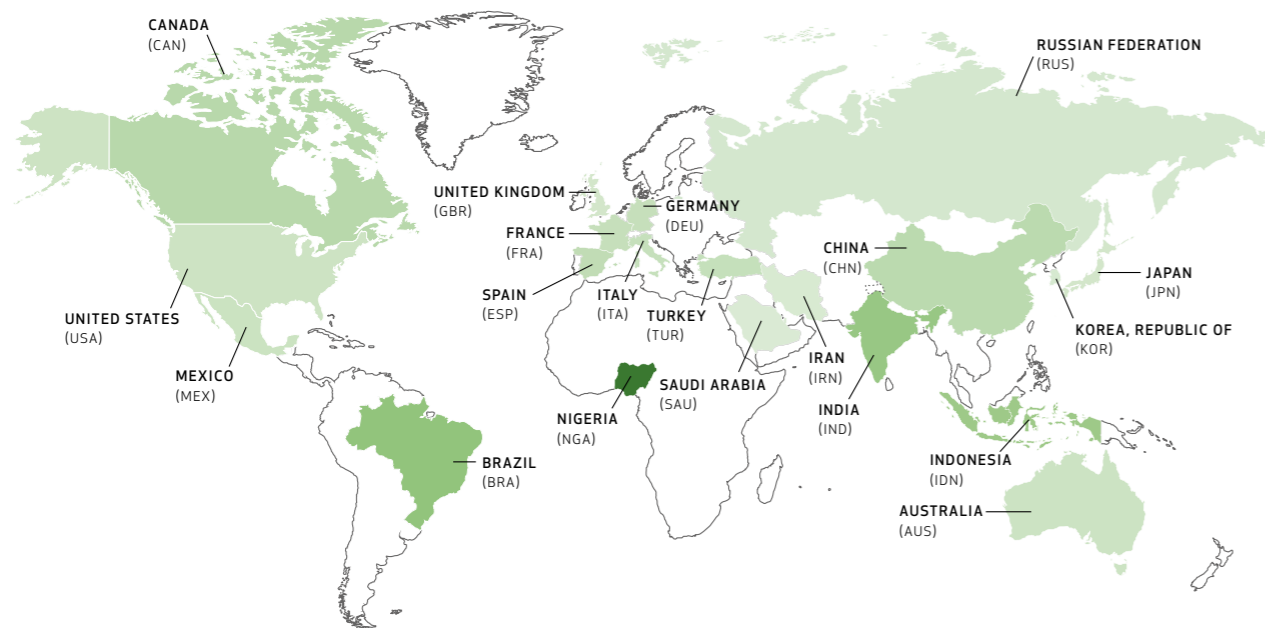 CANADA
(CAN)
RUSSIAN FEDERATION
(RUS)
UNITED KINGDOM
(GBR)
GERMANY
(DEU)
FRANCE
(FRA)
CHINA
(CHN)
JAPAN
(JPN)
SPAIN
(ESP)
ITALY
(ITA)
TURKEY
(TUR)
UNITED STATES
(USA)
KOREA, REPUBLIC OF
(KOR)
IRAN
(IRN)
MEXICO
(MEX)
SAUDI ARABIA
(SAU)
NIGERIA
(NGA)
INDIA
(IND)
BRAZIL
(BRA)
INDONESIA
(IDN)
AUSTRALIA
(AUS)